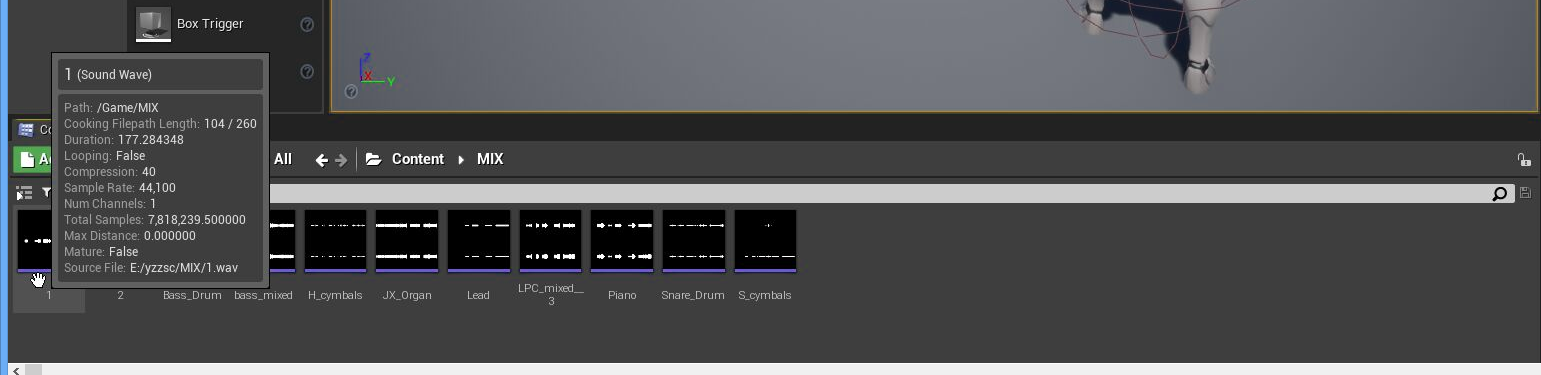 Box Trigger
1 (Sound Wave)
Path: /Game/MIX
Cooking Filepath Length: 104 / 260
Duration: 177.284348
Looping: False
Compression: 40
Sample Rate: 44,100
Num Channels: 1
Total Samples: 7,818,239.500000
Max Distance: 0.000000
Mature: False
Source File: E:/yzzsc/MIX/1.wav
Z
X
Y
All
Content
MIX
1
2
Bass_Drum
bass_mixed
H_cymbals
JX_Organ
Lead
LPC_mixed__
3
Piano
Snare_Drum
S_cymbals